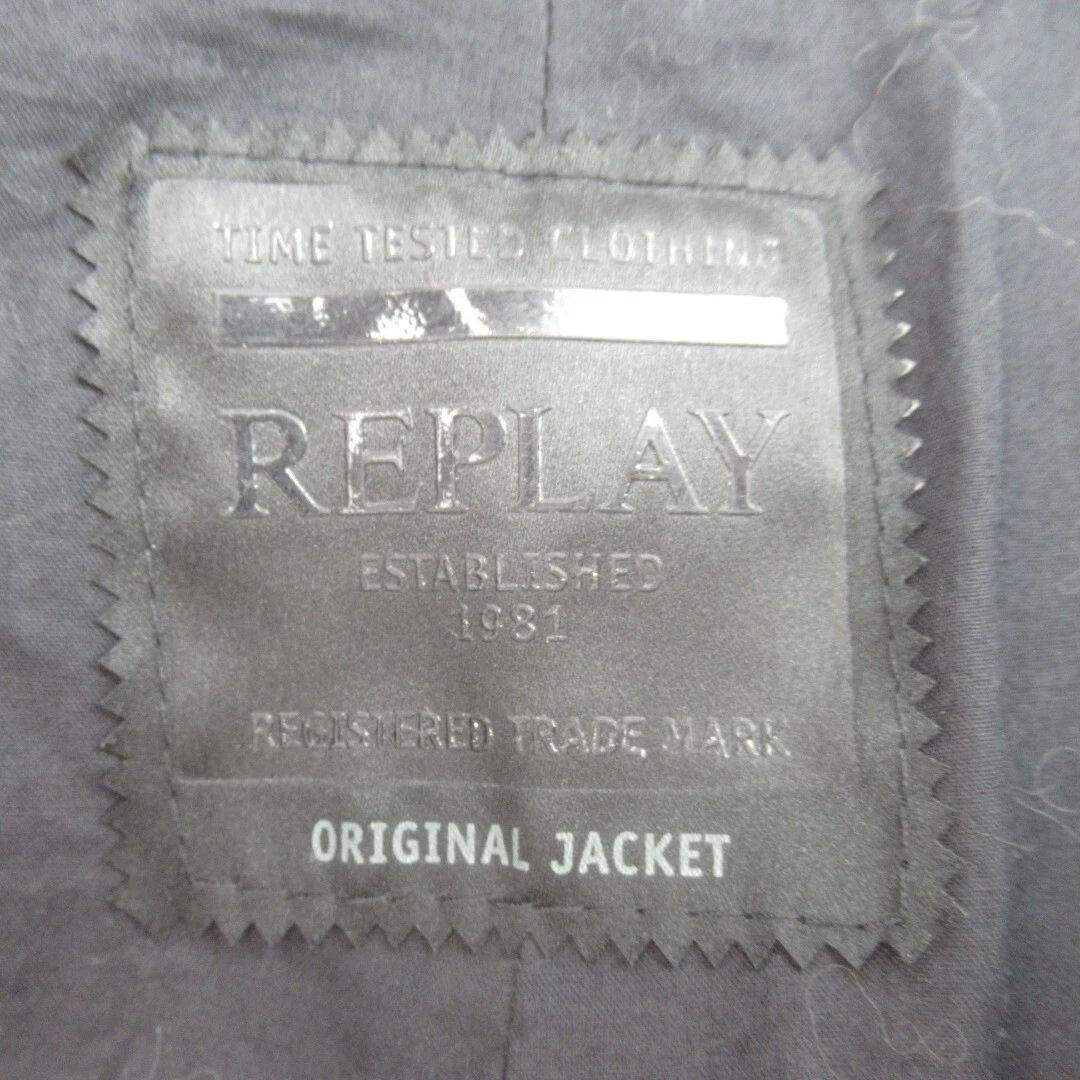 TIME TESTED CLOTHING
REPLAY
ESTABLISHED
1981
REGISTERED TRADE MARK
ORIGINAL JACKET